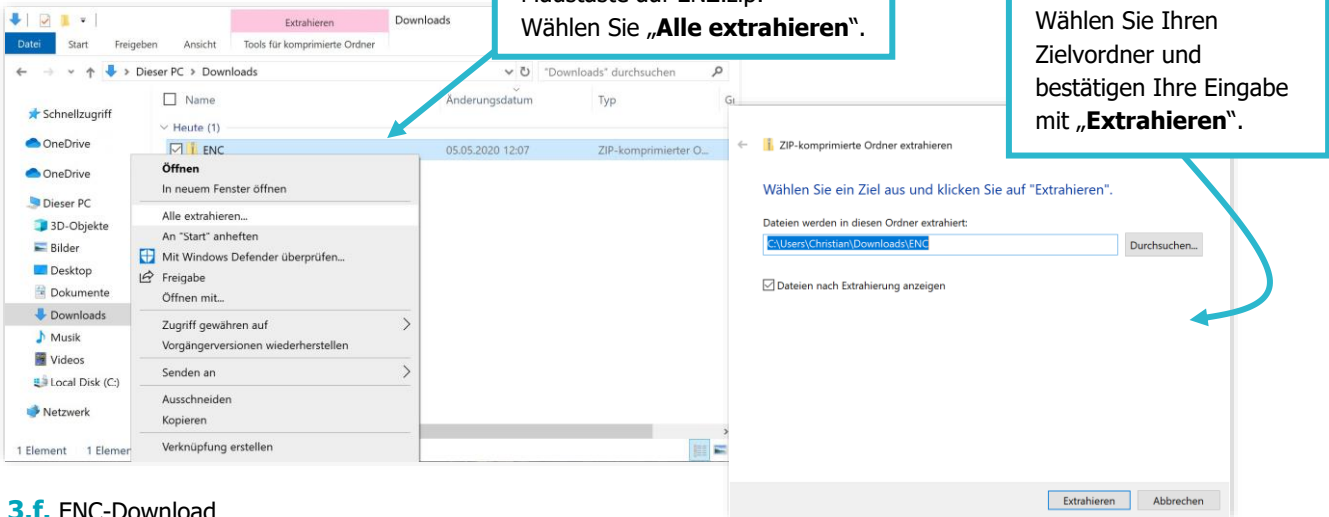 Wählen Sie „Alle extrahieren“.
Wählen Sie Ihren
Zielvordner und
bestätigen Ihre Eingabe
mit „Extrahieren“.
Extrahieren
Downloads
Datei
Start
Freigeben
Ansicht
Tools für komprimierte Ordner
Dieser PC > Downloads
"Downloads" durchsuchen
Name
Änderungsdatum
Typ
Heute (1)
ENC
05.05.2020 12:07
ZIP-komprimierter O...
Schnellzugriff
OneDrive
OneDrive
Dieser PC
3D-Objekte
Bilder
Desktop
Dokumente
Downloads
Musik
Videos
Local Disk (C:)
Netzwerk
1 Element
1 Elemen
Öffnen
In neuem Fenster öffnen
Alle extrahieren...
An "Start" anheften
Mit Windows Defender überprüfen...
Freigabe
Öffnen mit...
Zugriff gewähren auf
Vorgängerversionen wiederherstellen
Senden an
Ausschneiden
Kopieren
Verknüpfung erstellen
ZIP-komprimierte Ordner extrahieren
Wählen Sie ein Ziel aus und klicken Sie auf "Extrahieren".
Dateien werden in diesen Ordner extrahiert:
C:\Users\Christian\Downloads\ENC
Durchsuchen...
Dateien nach Extrahierung anzeigen
Extrahieren
Abbrechen
3.f. ENC-Download